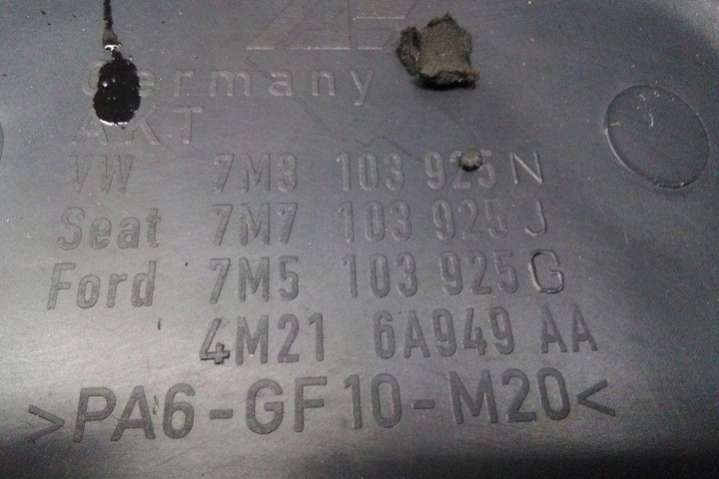 Germany
AKT
VW 7M3 103 925 N
Seat 7M7 103 925 J
Ford 7M5 103 925 G
4M21 6A949 AA
>PA6-GF10-M20<